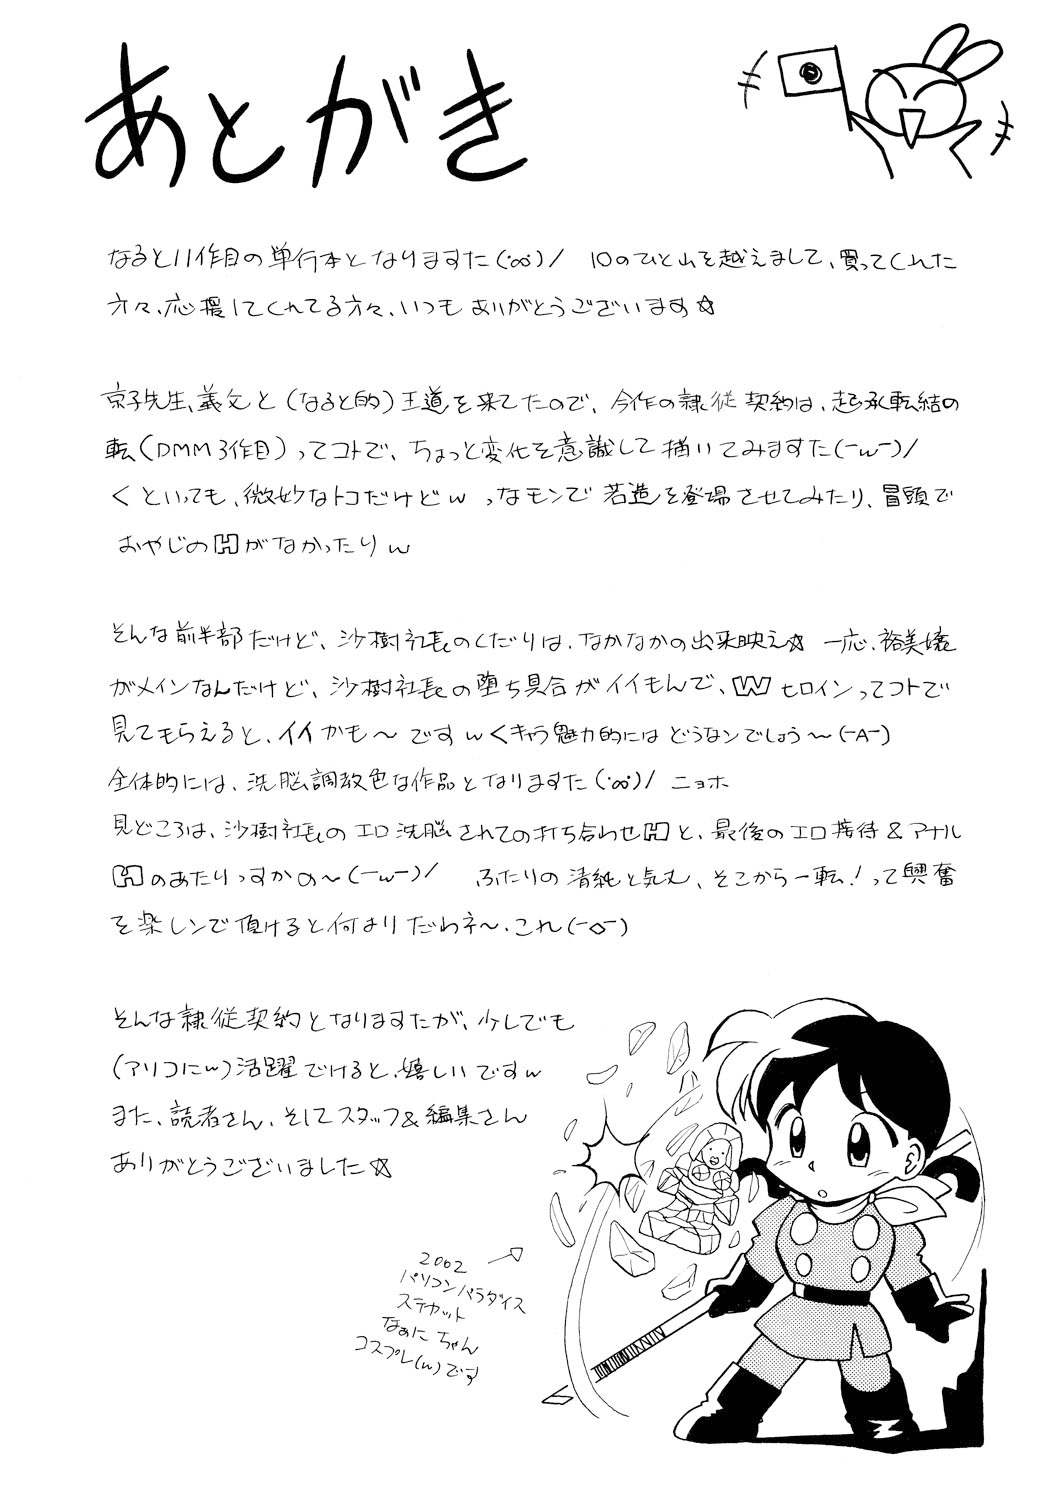 あとがき
なると11作目の単行本となりますた(°∞°)/ 10のひと山を越えまして、買ってくれた
方々、応援してくれてる方々、いつもありがとうございます☆
京子先生、義父と(なると的)王道を来てたので、今作の隷従契約は、起承転結の
転(DMM3作目)ってコトで、ちょっと変化を意識して描いてみますた(ーwー)/
くといっても、微妙なトコだけどw っなモンで若造を登場させてみたり、冒頭で
おやじのHがなかったりw
そんな前半部だけど、沙樹社長のくだりは、なかなかの出来映え☆ 一応、裕美嬢
がメインなんだけど、沙樹社長の堕ち具合がイイもんで、Wヒロインってコトで
見てもらえると、イイかも〜ですw<キャラ魅力的にはどうなンでしょう〜(ーAー)
全体的には、洗脳調教色な作品となりますた(°∞°)/ ニョホ
見どころは、沙樹社長のエロ洗脳されての打ち合わせHと、最後のエロ接待&アナル
Hのあたりっすかの〜(ーwー)/ ふたりの清純と気丈、そこから一転!って興奮
を楽しンで頂けると何よりだわネ〜、これ(ー◇ー)
そんな隷従契約となりますたが、少しでも
(アソコにw)活躍でけると、嬉しいですw
また、読者さん、そしてスタッフ&編集さん
ありがとうございました☆
2002
パソコンパラダイス
ステカット
なぁに ちゃん
コスプレ(w)です